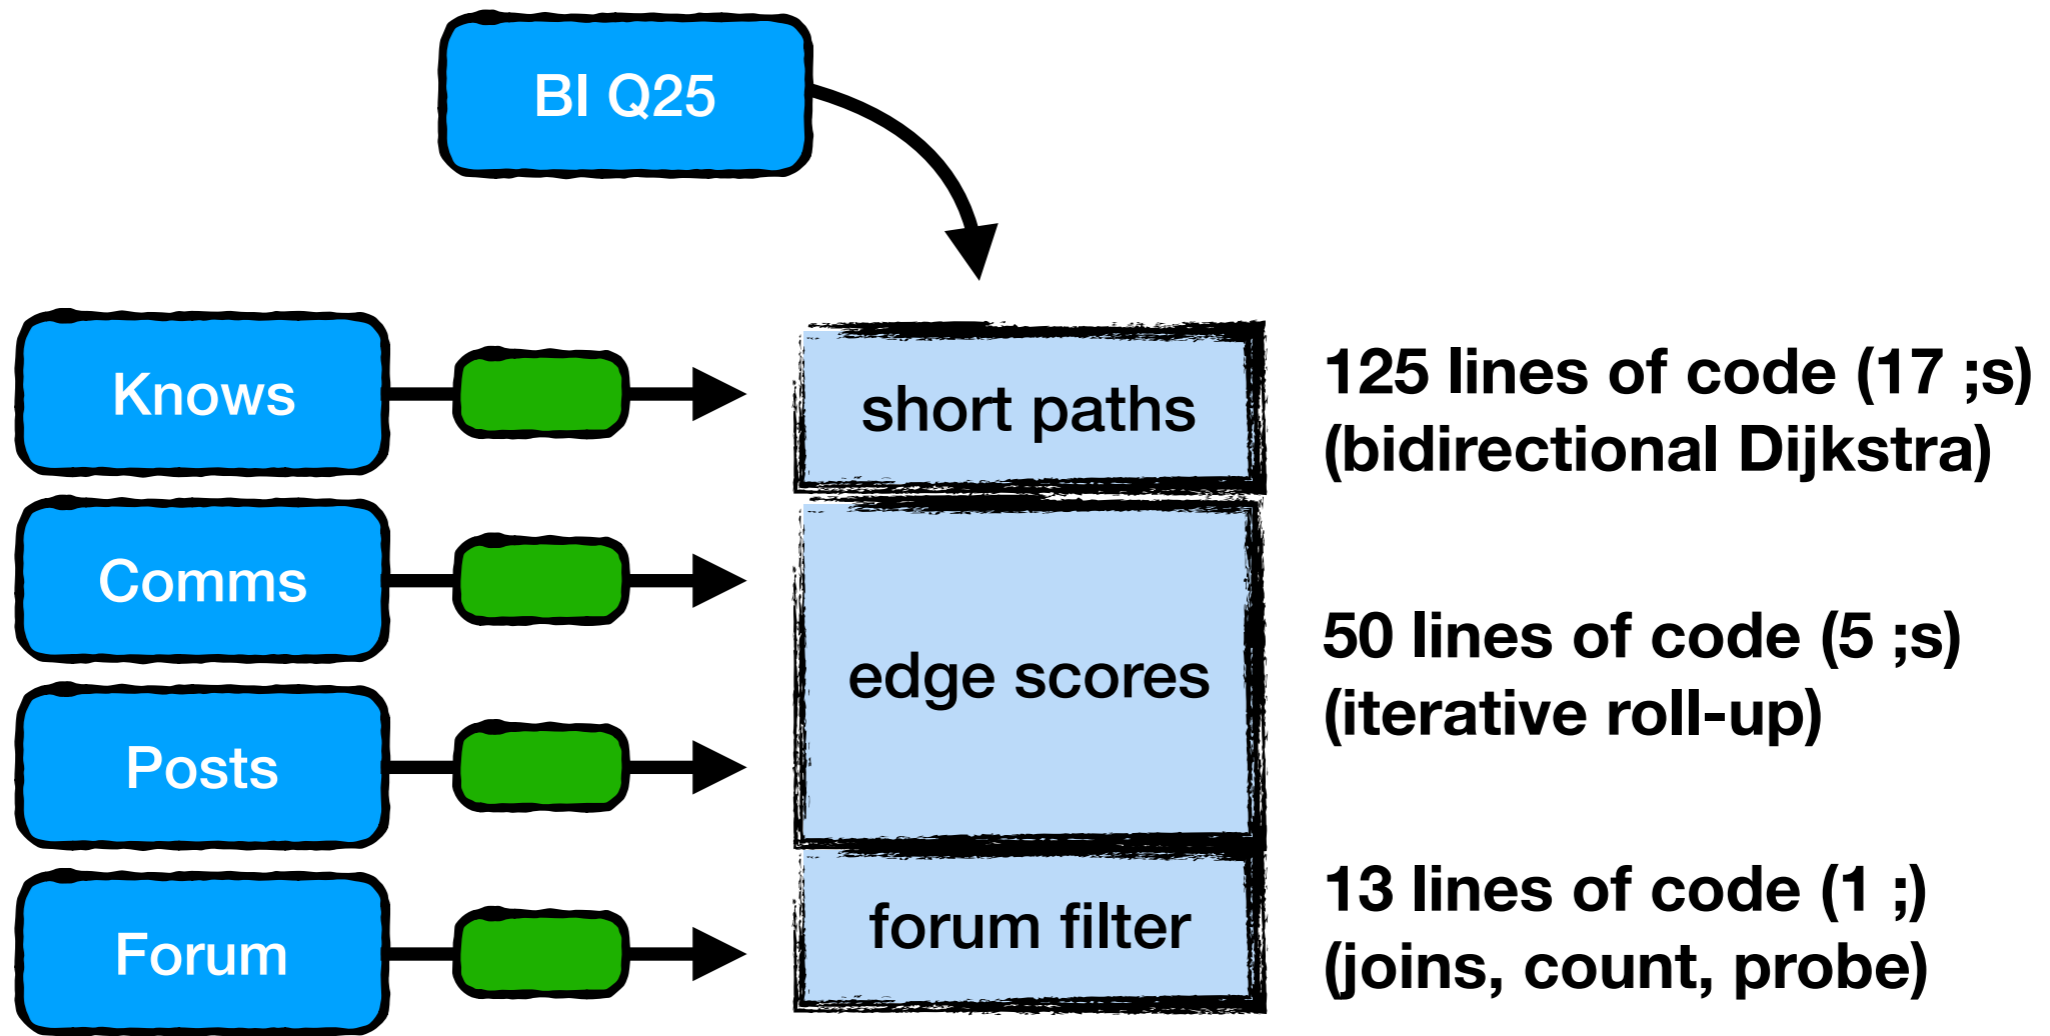 BI Q25
Knows
short paths
125 lines of code (17 ;s)
(bidirectional Dijkstra)
Comms
edge scores
50 lines of code (5 ;s)
(iterative roll-up)
Posts
Forum
forum filter
13 lines of code (1 ;)
(joins, count, probe)